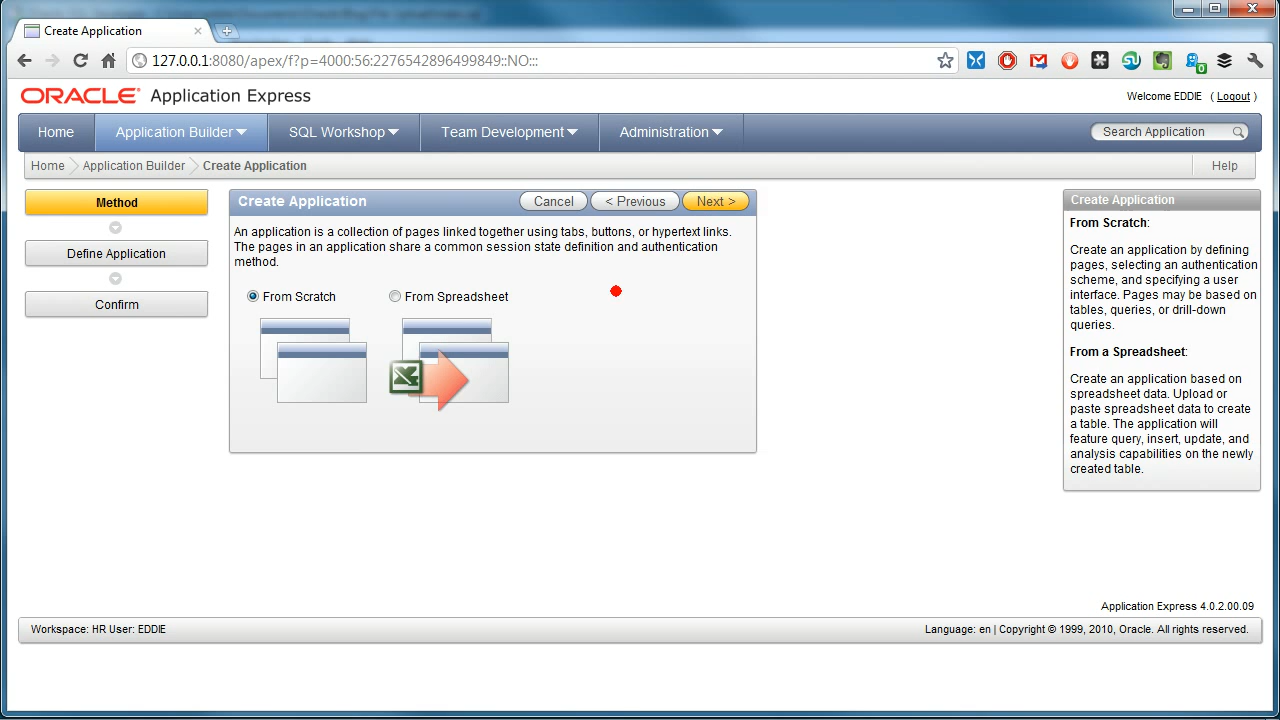 Create Application
127.0.0.1:8080/apex/f?p=4000:56:2276542896499849::NO:::
0
ORACLE Application Express
Welcome EDDIE ( Logout )
Home Application Builder SQL Workshop Team Development Administration Search Application
Home Application Builder Create Application Help
Method
Define Application
Confirm
Create Application Cancel < Previous Next >
An application is a collection of pages linked together using tabs, buttons, or hypertext links.
The pages in an application share a common session state definition and authentication
method.
From Scratch From Spreadsheet
Create Application
From Scratch:
Create an application by defining
pages, selecting an authentication
scheme, and specifying a user
interface. Pages may be based on
tables, queries, or drill-down
queries.
From a Spreadsheet:
Create an application based on
spreadsheet data. Upload or
paste spreadsheet data to create
a table. The application will
feature query, insert, update, and
analysis capabilities on the newly
created table.
Application Express 4.0.2.00.09
Workspace: HR User: EDDIE
Language: en | Copyright © 1999, 2010, Oracle. All rights reserved.